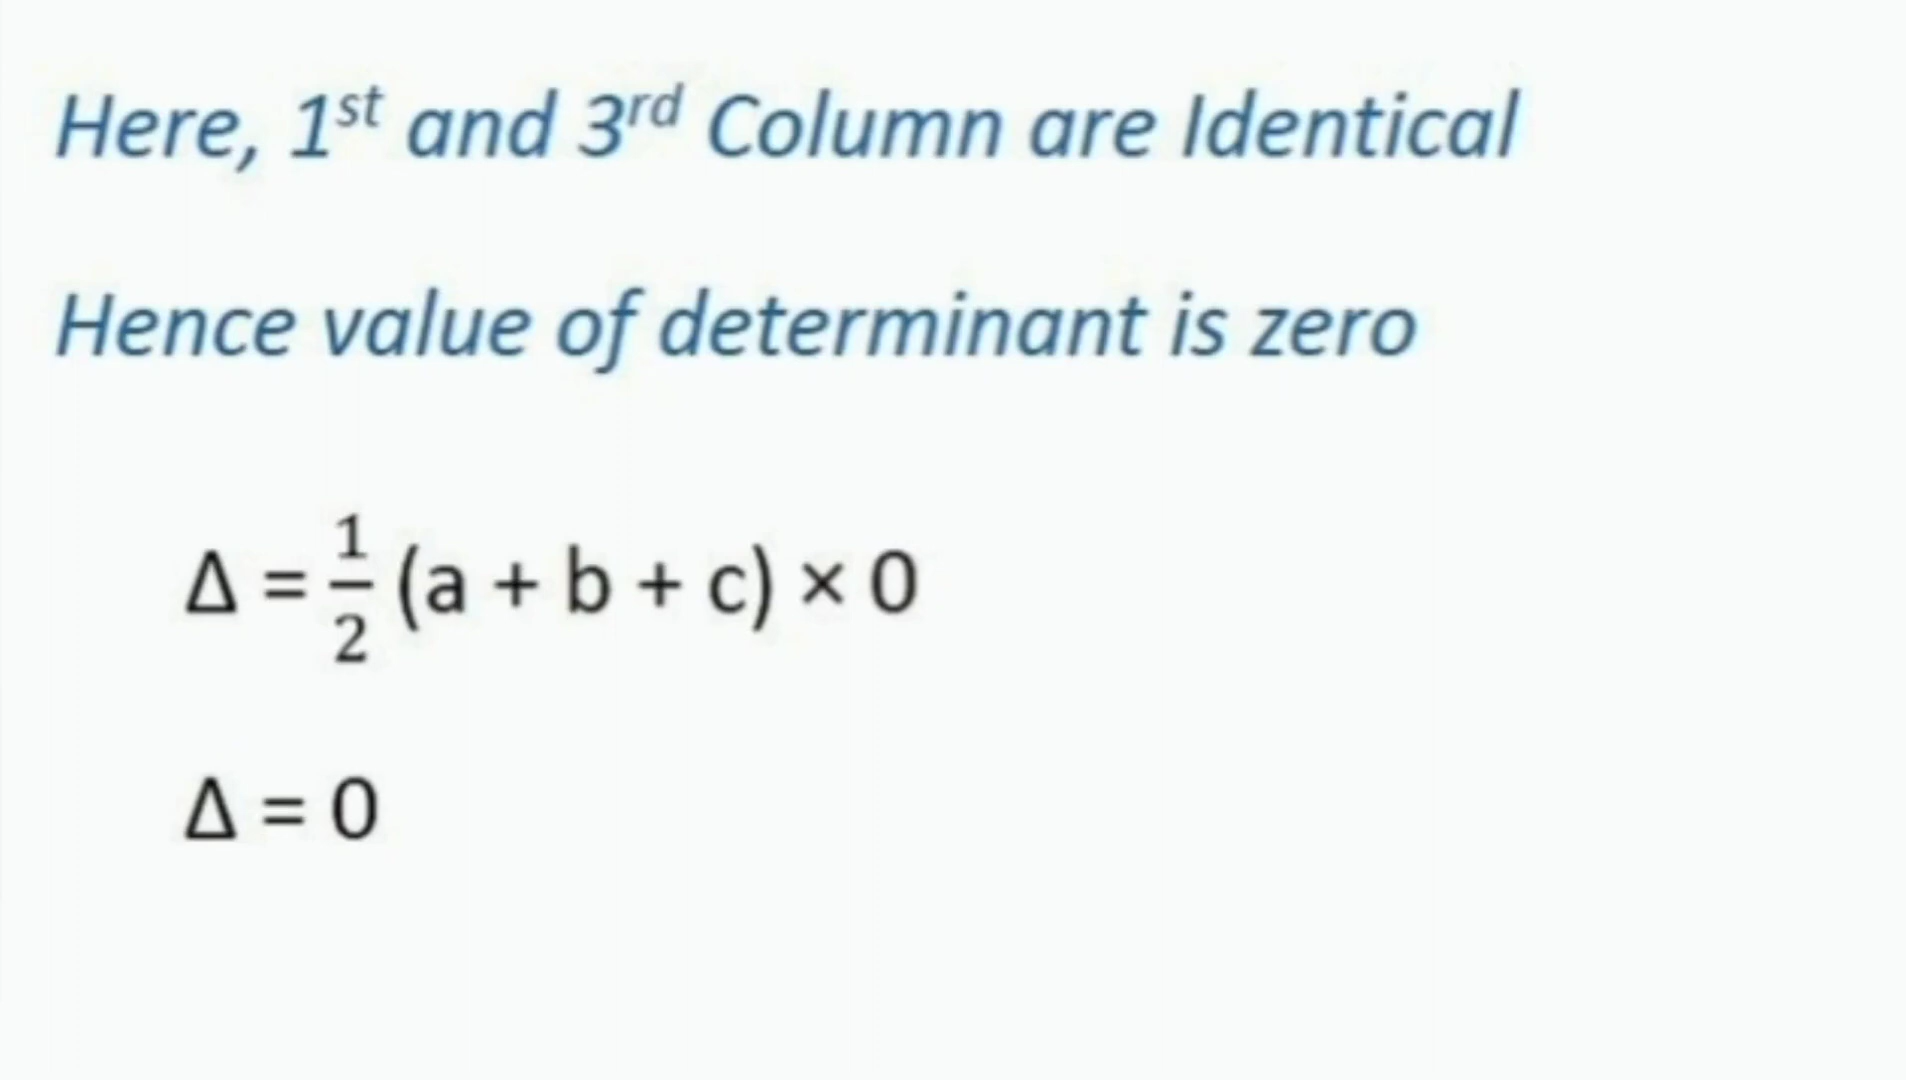 Here, 1st and 3rd Column are Identical
Hence value of determinant is zero
Δ = 1/2 (a + b + c) × 0
Δ = 0